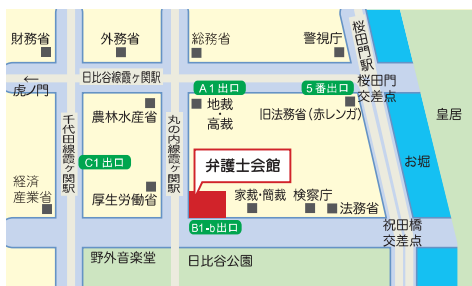 財務省
外務省
総務省
警視庁
桜田門駅
←
虎ノ門
日比谷線霞ヶ関駅
A1出口
5番出口
桜田門
交差点
農林水産省
地裁
・
高裁
旧法務省(赤レンガ)
皇居
千代田線霞ヶ関駅
丸の内線霞ヶ関駅
C1出口
弁護士会館
お堀
経済
産業省
厚生労働省
家裁・簡裁
検察庁
法務省
B1-b出口
祝田橋
交差点
野外音楽堂
日比谷公園